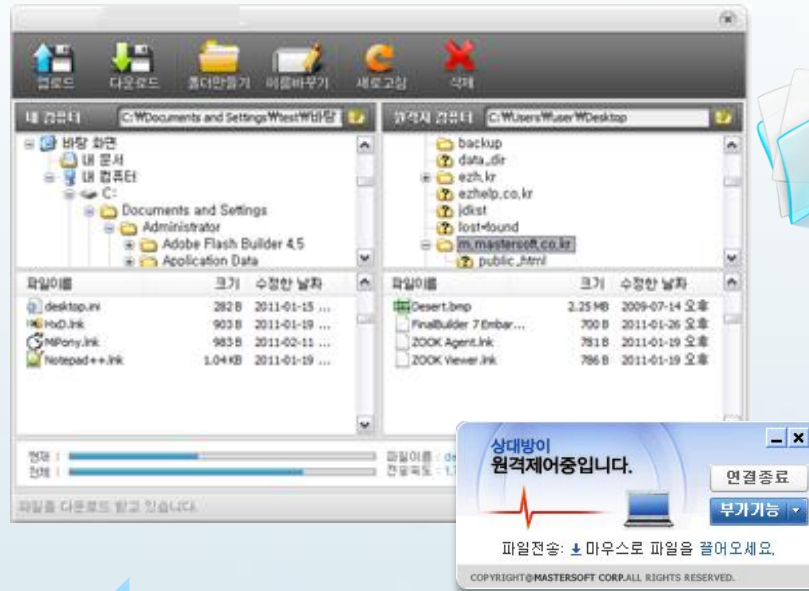 업로드 다운로드 폴더만들기 이름바꾸기 새로고침 삭제
내 컴퓨터 C:₩Documents and Settings₩test₩바탕
원격지 컴퓨터 C:₩Users₩user₩Desktop
바탕 화면
내 문서
내 컴퓨터
C:
Documents and Settings
Administrator
Adobe Flash Builder 4,5
Application Data
backup
data_dir
ezh,kr
ezhelp,co,kr
jdkst
lost+found
m,mastersoft,co,kr
public_html
파일이름 크기 수정한 날짜
desktop.ini 282 B 2011-01-15 ...
HxD.lnk 903 B 2011-01-19 ...
MiPony.lnk 983 B 2011-02-11 ...
Notepad++.lnk 1.04 KB 2011-01-19 ...
파일이름 크기 수정한 날짜
Desert.bmp 2.25 MB 2009-07-14 오후
FinalBuilder 7 Embar... 700 B 2011-01-26 오후
ZOOK Agent.lnk 781 B 2011-01-19 오후
ZOOK Viewer.lnk 786 B 2011-01-19 오후
현재 :
전체 :
파일이름 : de
전송속도 : 1.
파일을 다운로드 받고 있습니다.
상대방이
원격제어중입니다.
연결종료
부가기능
파일전송: 마우스로 파일을 끌어오세요.
COPYRIGHT@MASTERSOFT CORP.ALL RIGHTS RESERVED.